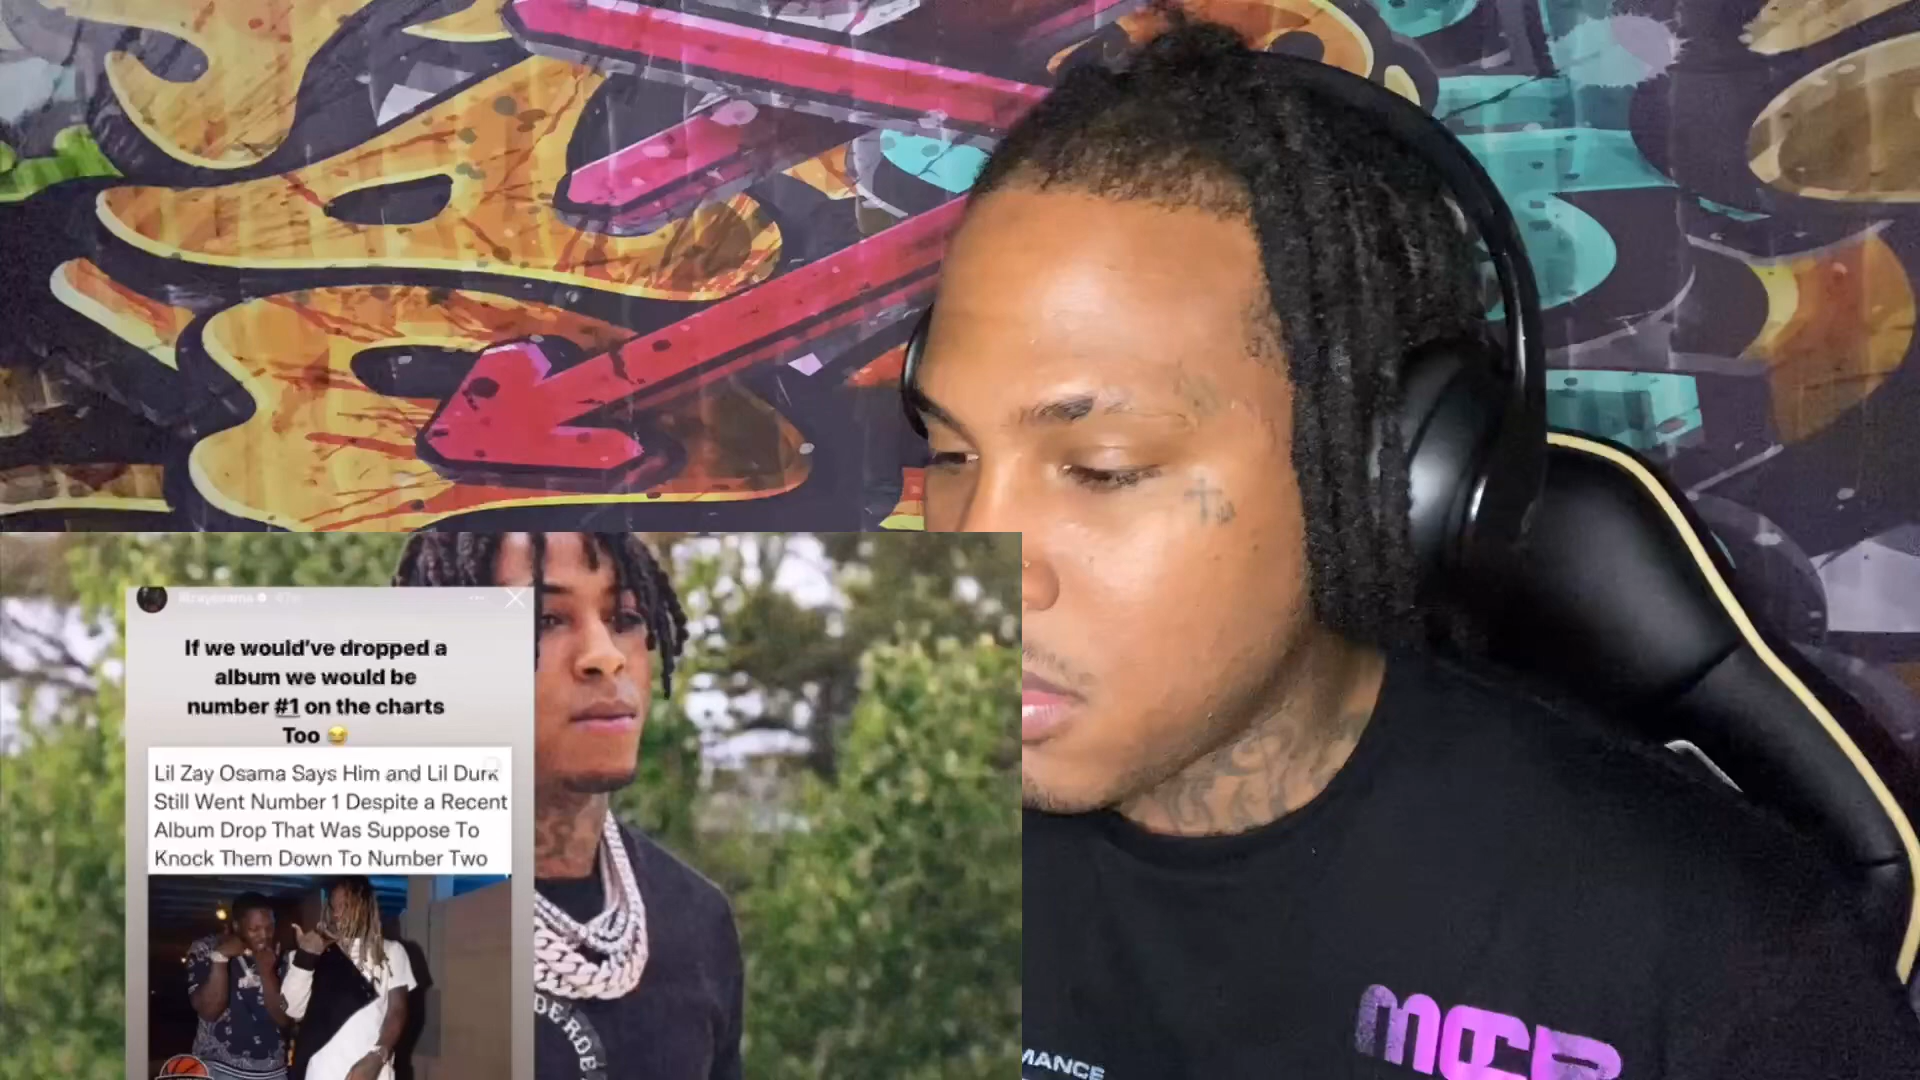 If we would've dropped a
album we would be
number #1 on the charts
Too 😂
Lil Zay Osama Says Him and Lil Durk
Still Went Number 1 Despite a Recent
Album Drop That Was Suppose To
Knock Them Down To Number Two
MANCE